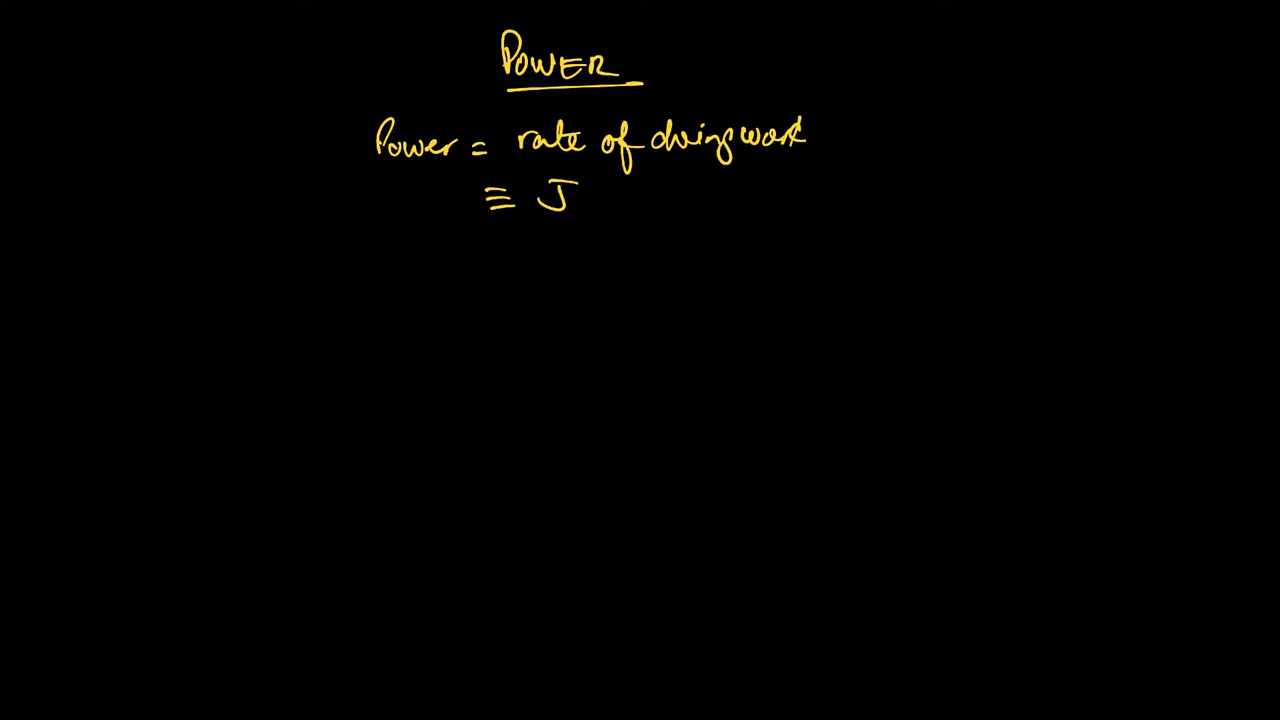 POWER
Power = rate of doing work
≡ J